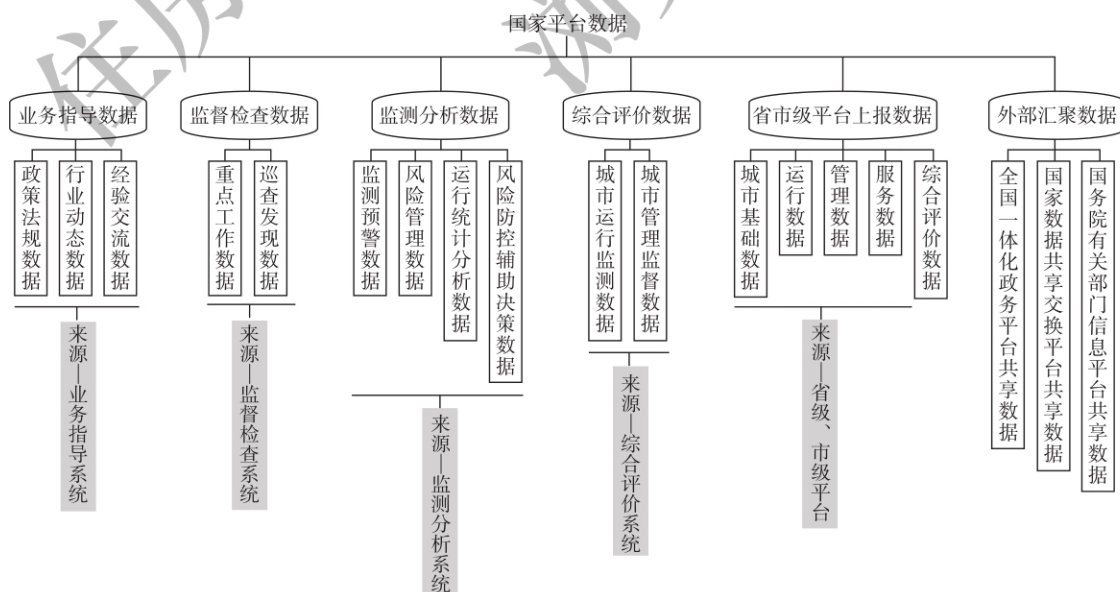 国家平台数据
业务指导数据
监督检查数据
监测分析数据
综合评价数据
省市级平台上报数据
外部汇聚数据
政策法规数据
行业动态数据
经验交流数据
重点工作数据
巡查发现数据
监测预警数据
风险管理数据
运行统计分析数据
风险防控辅助决策数据
城市运行监测数据
城市管理监督数据
城市基础数据
运行数据
管理数据
服务数据
综合评价数据
全国一体化政务平台共享数据
国家数据共享交换平台共享数据
国务院有关部门信息平台共享数据
来源—业务指导系统
来源—监督检查系统
来源—监测分析系统
来源—综合评价系统
来源—省级、市级平台
住房
浏